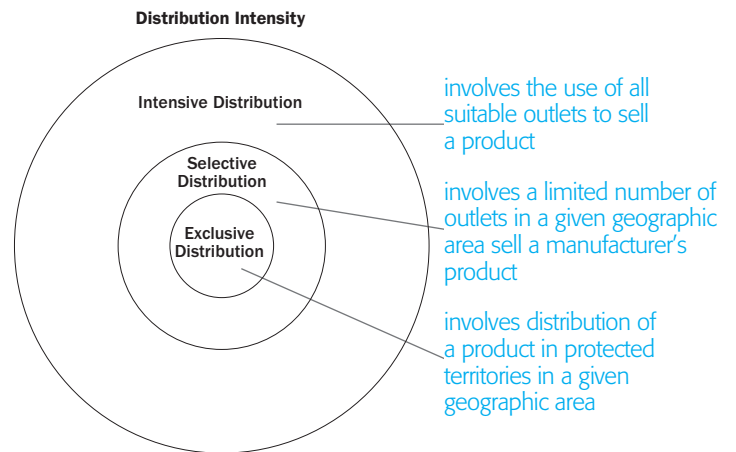 Distribution Intensity
Intensive Distribution
involves the use of all
suitable outlets to sell
a product
Selective
Distribution
involves a limited number of
outlets in a given geographic
area sell a manufacturer's
product
Exclusive
Distribution
involves distribution of
a product in protected
territories in a given
geographic area